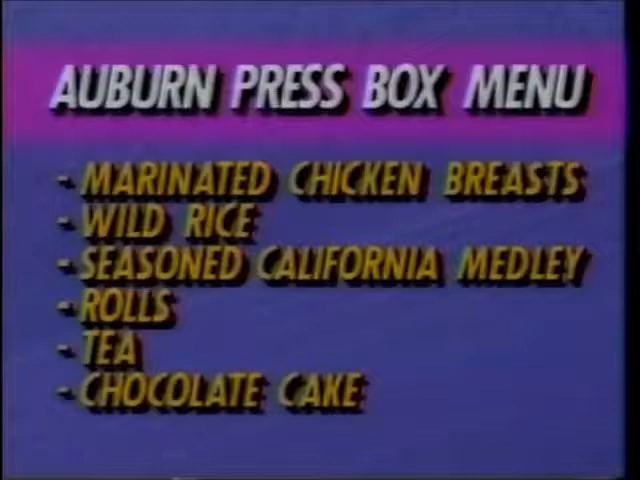 AUBURN PRESS BOX MENU
- MARINATED CHICKEN BREASTS
- WILD RICE
- SEASONED CALIFORNIA MEDLEY
- ROLLS
- TEA
- CHOCOLATE CAKE